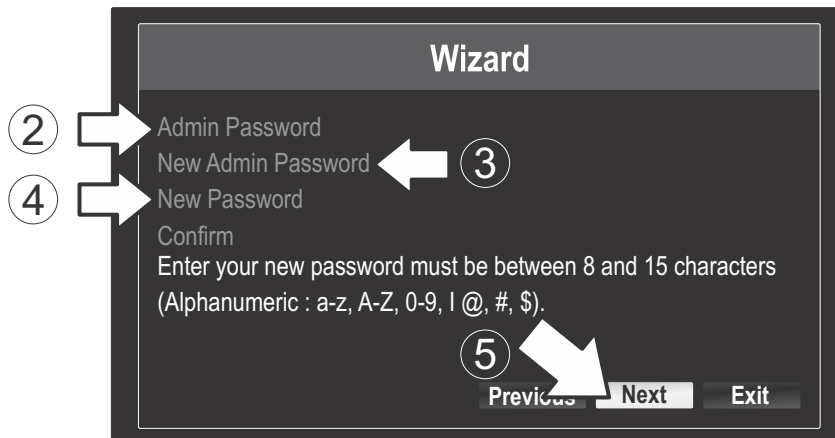 Wizard
② Admin Password
New Admin Password ③
④ New Password
Confirm
Enter your new password must be between 8 and 15 characters
(Alphanumeric : a-z, A-Z, 0-9, I @, #, $).
⑤
Previous Next Exit